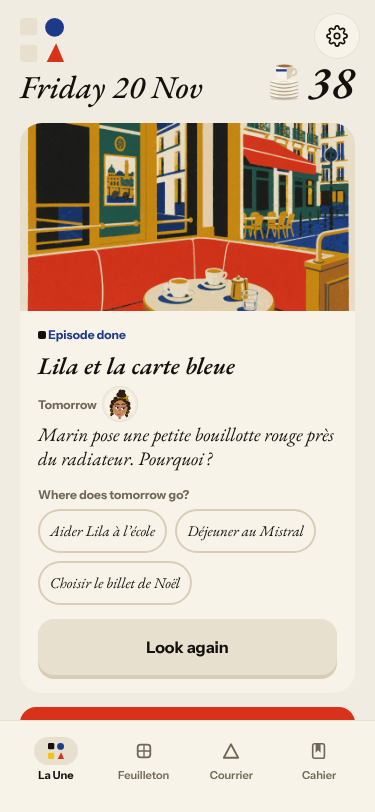 Friday 20 Nov
38
Episode done
Lila et la carte bleue
Tomorrow
Marin pose une petite bouillotte rouge près
du radiateur. Pourquoi ?
Where does tomorrow go?
Aider Lila à l'école
Déjeuner au Mistral
Choisir le billet de Noël
Look again
La Une
Feuilleton
Courrier
Cahier